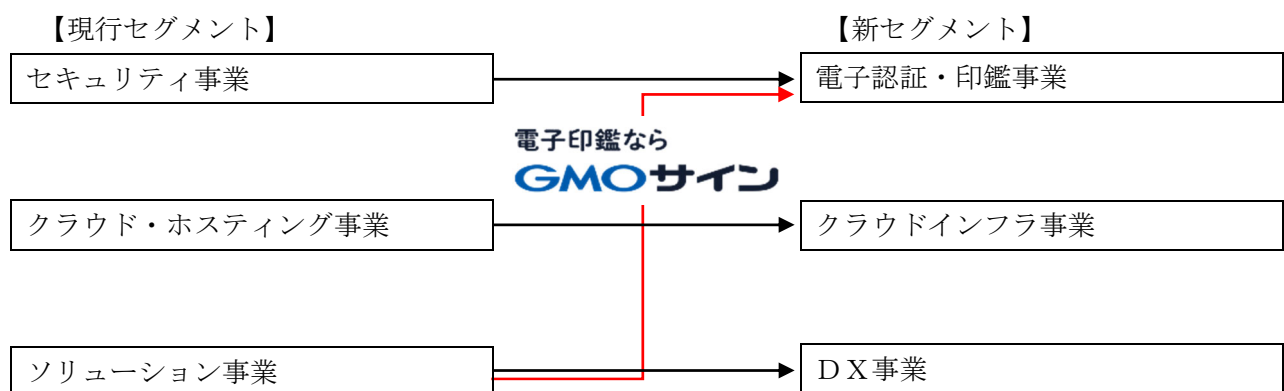 【現行セグメント】
【新セグメント】
セキュリティ事業
電子認証・印鑑事業
電子印鑑なら
GMOサイン
クラウド・ホスティング事業
クラウドインフラ事業
ソリューション事業
ＤＸ事業